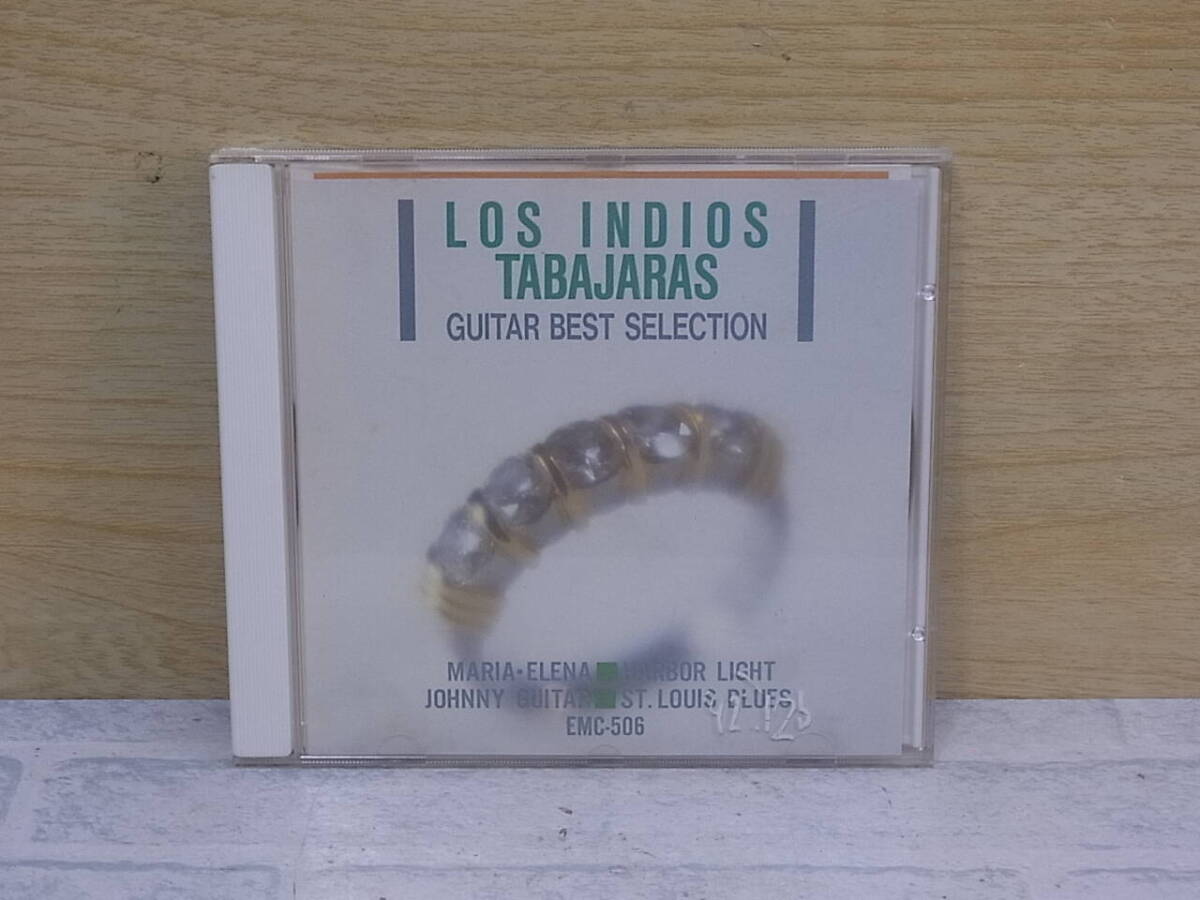 LOS INDIOS
TABAJARAS
GUITAR BEST SELECTION
MARIA·ELENA HARBOR LIGHT
JOHNNY GUITAR ST. LOUIS BLUES
EMC-506